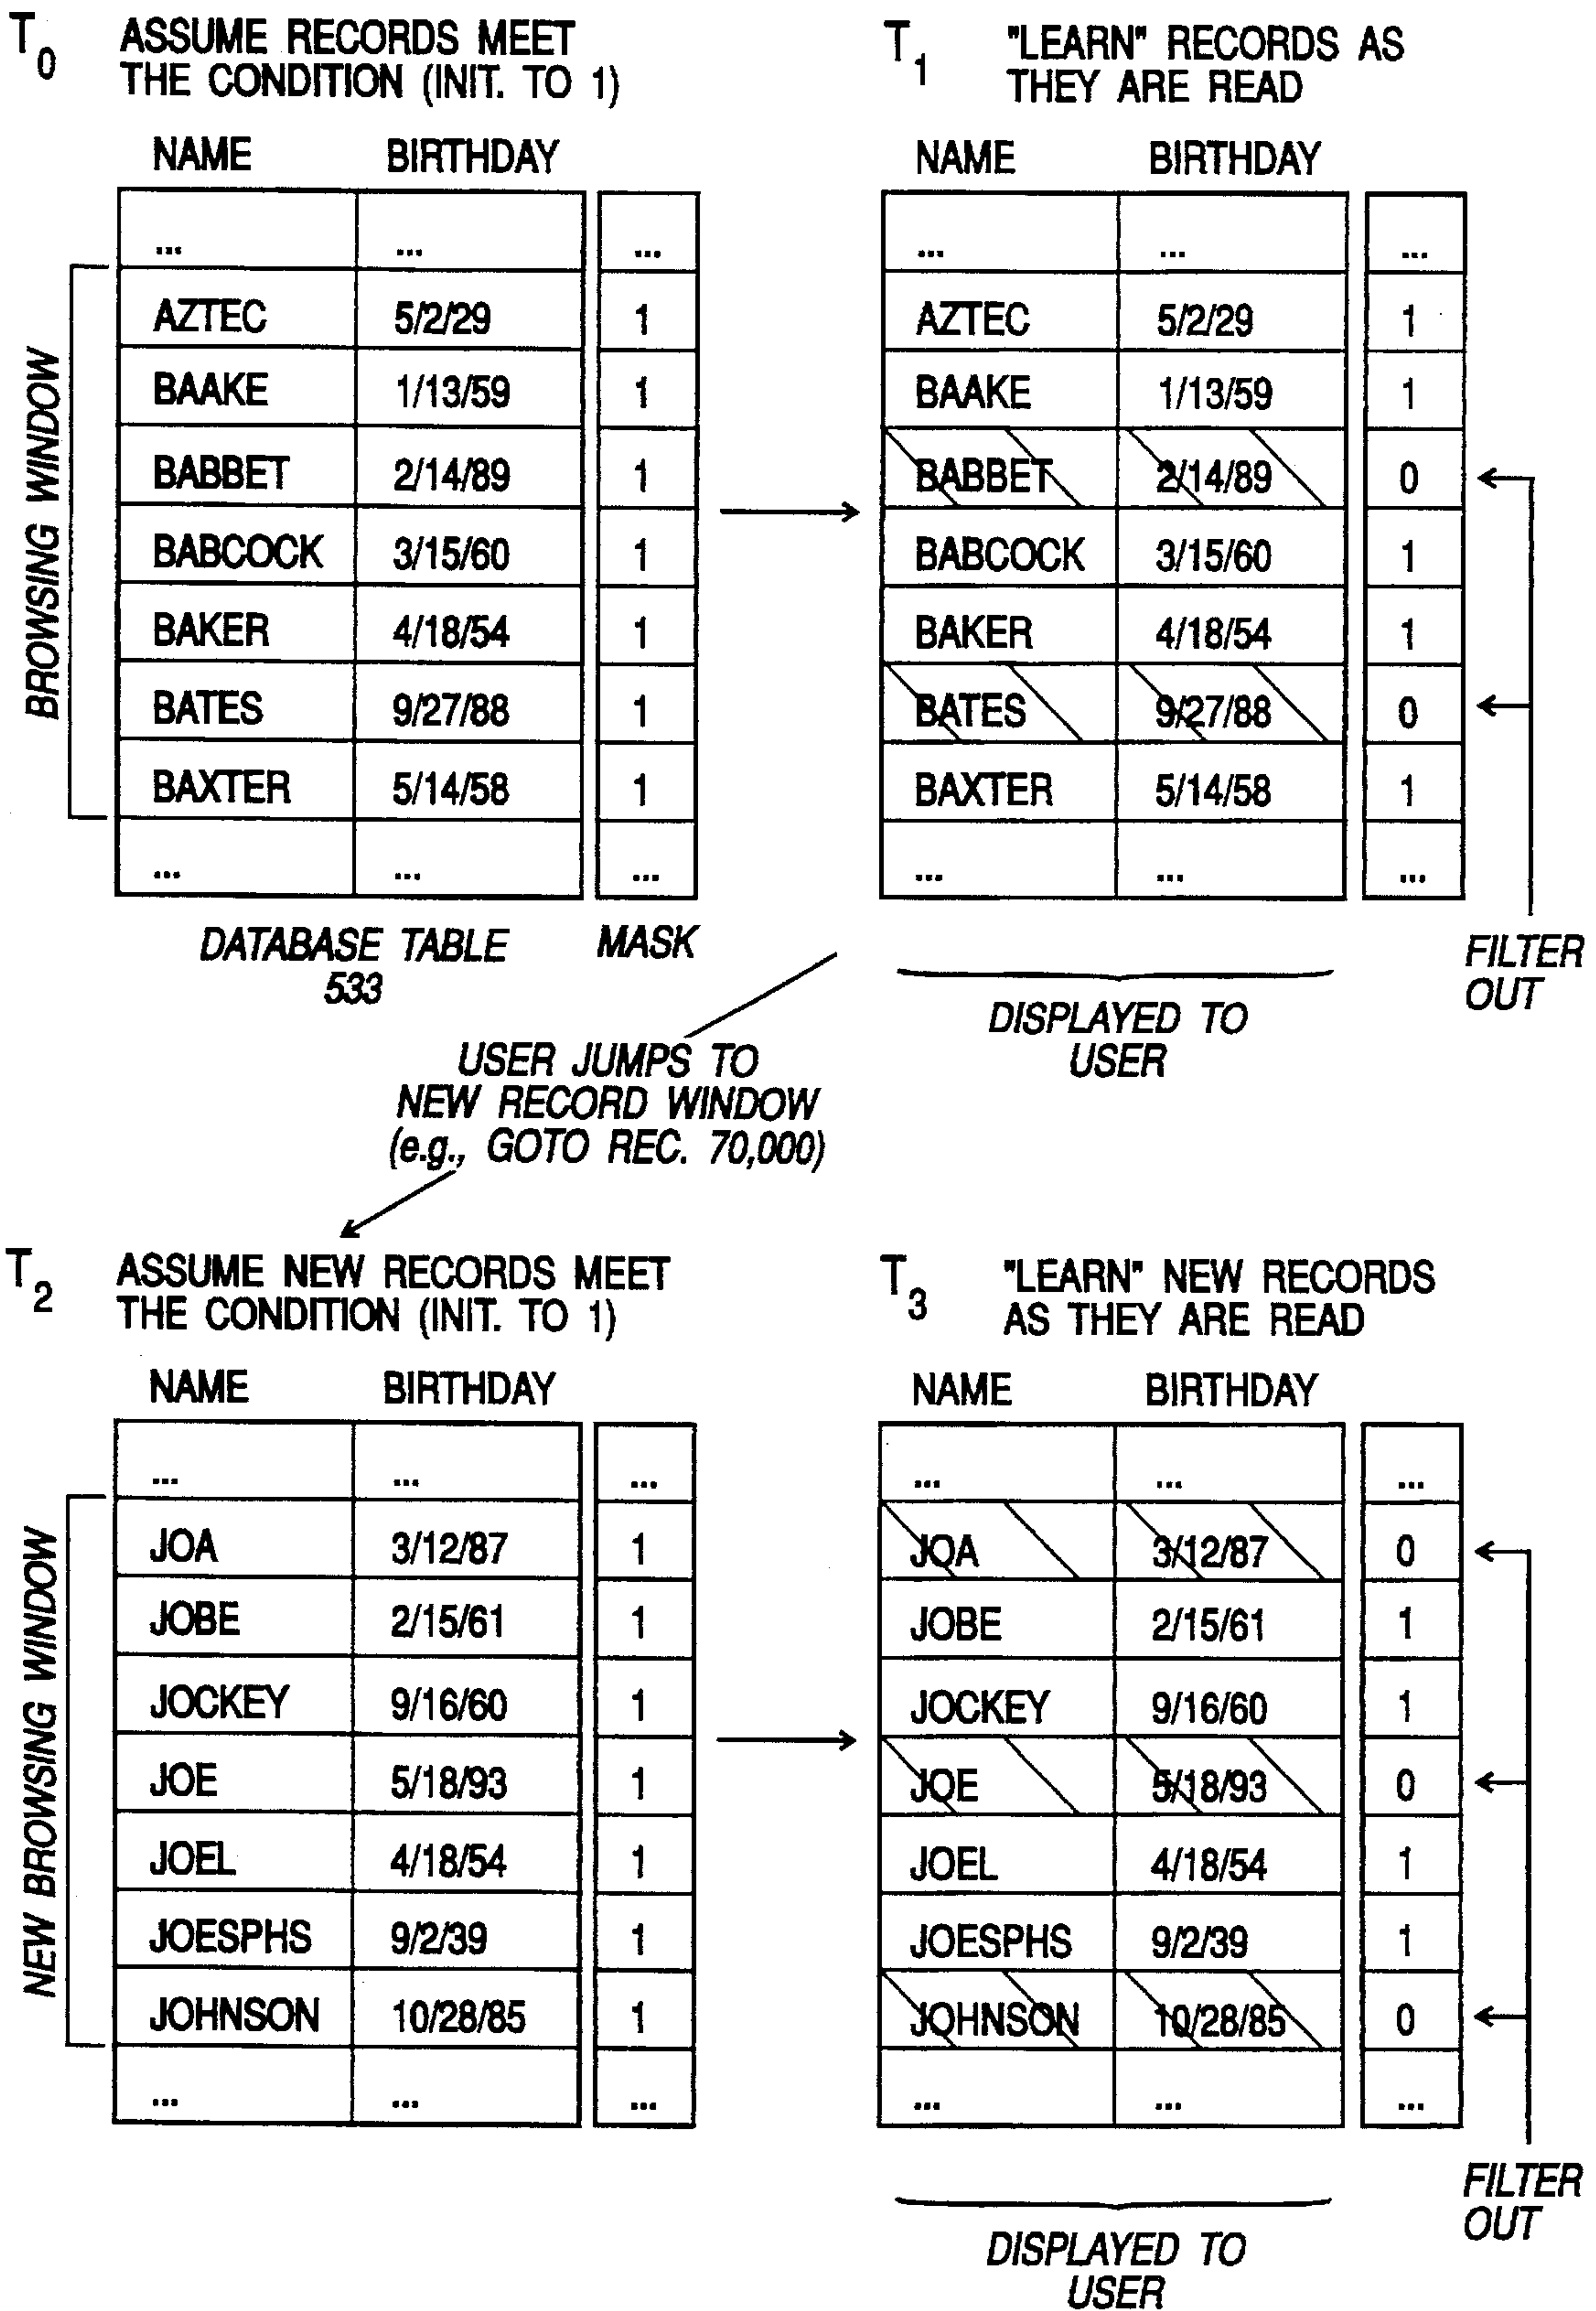 T0 ASSUME RECORDS MEET
THE CONDITION (INIT. TO 1)
NAME BIRTHDAY
... ... ...
AZTEC 5/2/29 1
BAAKE 1/13/59 1
BABBET 2/14/89 1
BABCOCK 3/15/60 1
BAKER 4/18/54 1
BATES 9/27/88 1
BAXTER 5/14/58 1
... ... ...
BROWSING WINDOW
DATABASE TABLE
533
MASK
T1 "LEARN" RECORDS AS
THEY ARE READ
NAME BIRTHDAY
... ... ...
AZTEC 5/2/29 1
BAAKE 1/13/59 1
BABBET 2/14/89 0
BABCOCK 3/15/60 1
BAKER 4/18/54 1
BATES 9/27/88 0
BAXTER 5/14/58 1
... ... ...
FILTER
OUT
DISPLAYED TO
USER
USER JUMPS TO
NEW RECORD WINDOW
(e.g., GOTO REC. 70,000)
T2 ASSUME NEW RECORDS MEET
THE CONDITION (INIT. TO 1)
NAME BIRTHDAY
... ... ...
JOA 3/12/87 1
JOBE 2/15/61 1
JOCKEY 9/16/60 1
JOE 5/18/93 1
JOEL 4/18/54 1
JOESPHS 9/2/39 1
JOHNSON 10/28/85 1
... ... ...
NEW BROWSING WINDOW
T3 "LEARN" NEW RECORDS
AS THEY ARE READ
NAME BIRTHDAY
... ... ...
JOA 3/12/87 0
JOBE 2/15/61 1
JOCKEY 9/16/60 1
JOE 5/18/93 0
JOEL 4/18/54 1
JOESPHS 9/2/39 1
JOHNSON 10/28/85 0
... ... ...
FILTER
OUT
DISPLAYED TO
USER